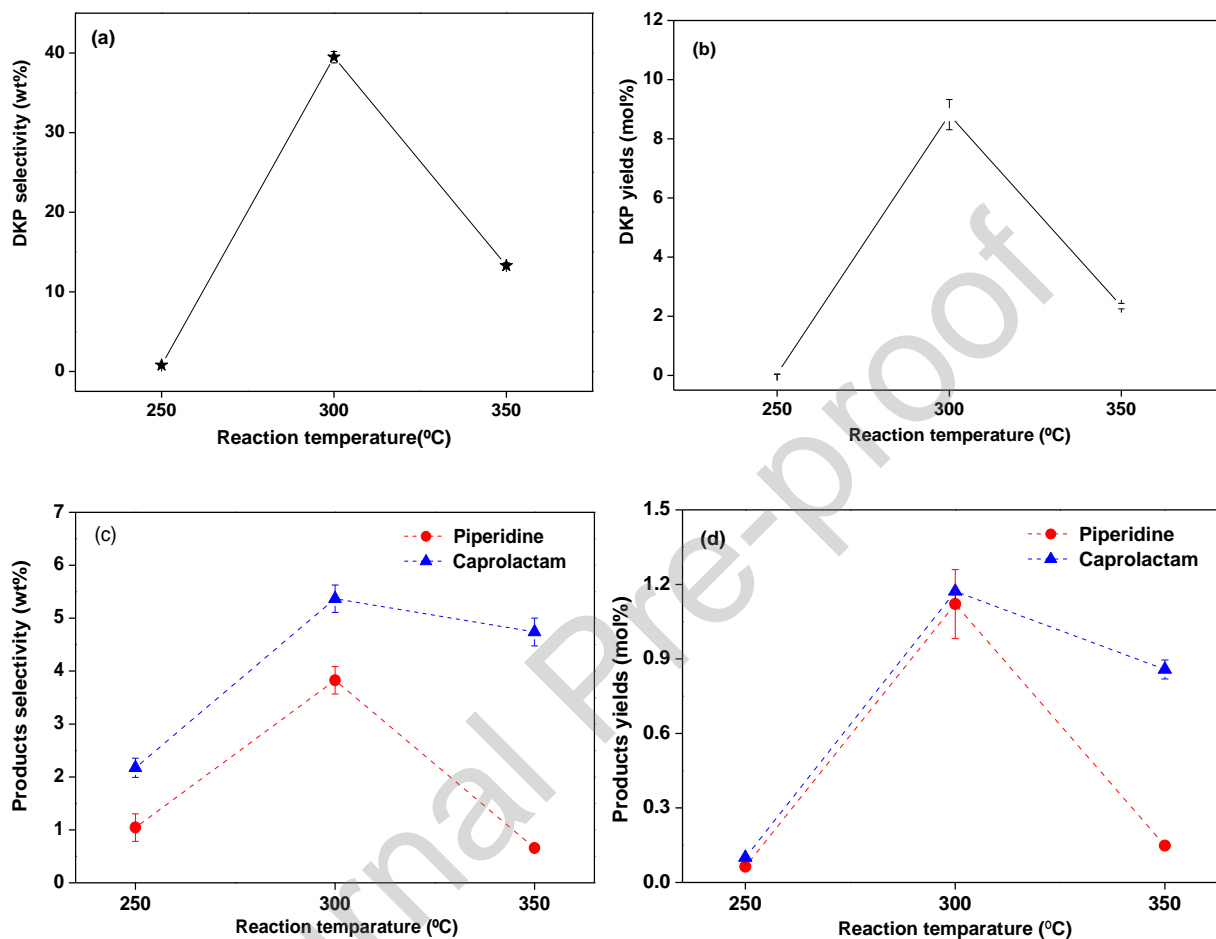 (a)
DKP selectivity (wt%)
40
30
20
10
0
250
300
350
Reaction temperature(ºC)
(b)
DKP yields (mol%)
12
10
8
6
4
2
0
250
300
350
Reaction temperature (ºC)
(c)
Piperidine
Caprolactam
Products selectivity (wt%)
7
6
5
4
3
2
1
0
250
300
350
Reaction temparature (ºC)
(d)
Piperidine
Caprolactam
Products yields (mol%)
1.5
1.2
0.9
0.6
0.3
0.0
250
300
350
Reaction temparature (⁰C)
rnal Pre-proof